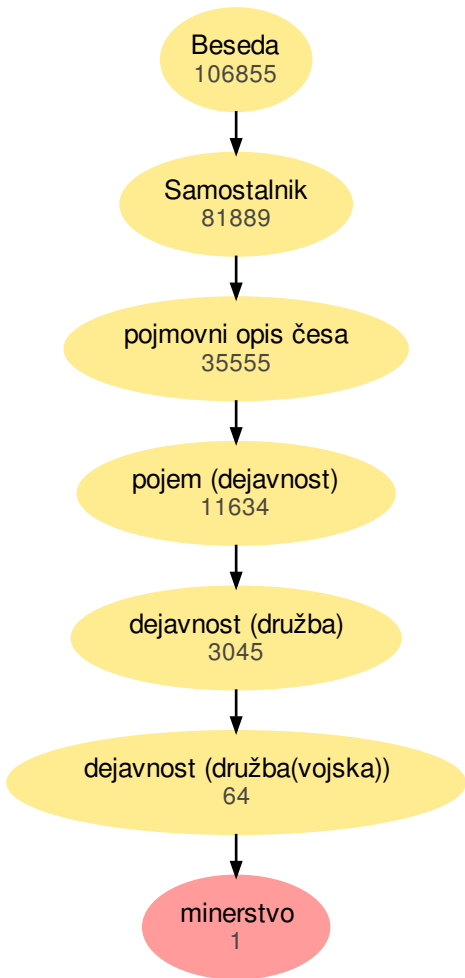 Beseda
106855
Samostalnik
81889
pojmovni opis česa
35555
pojem (dejavnost)
11634
dejavnost (družba)
3045
dejavnost (družba(vojska))
64
minerstvo
1